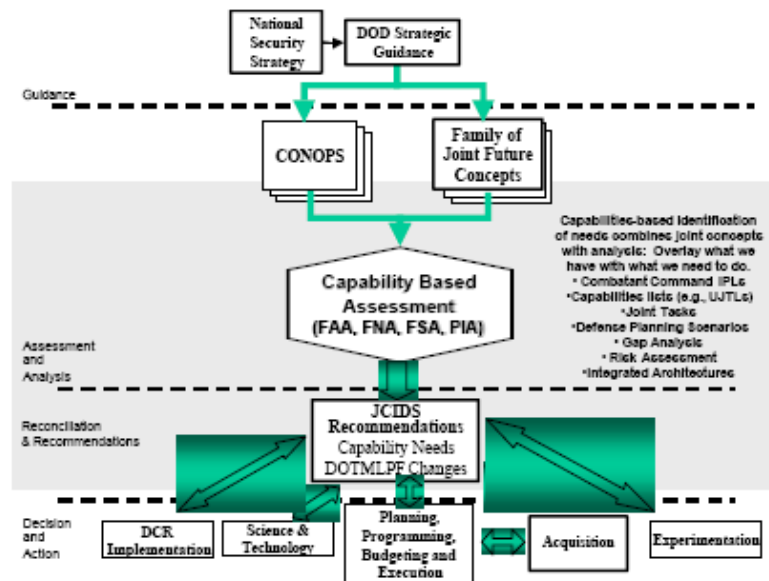 National
Security
Strategy
DOD Strategic
Guidance
Guidance
CONOPS
Family of
Joint Future
Concepts
Capabilities-based identification
of needs combines joint concepts
with analysis: Overlay what we
have with what we need to do.
• Combatant Command IPLs
•Capabilities lists (e.g., UJTLs)
•Joint Tasks
•Defense Planning Scenarios
• Gap Analysis
• Risk Assessment
•Integrated Architectures
Capability Based
Assessment
(FAA, FNA, FSA, PIA)
Assessment
and
Analysis
Reconciliation
& Recommendations
JCIDS
Recommendations
Capability Needs
DOTMLPF Changes
Decision
and
Action
DCR
Implementation
Science &
Technology
Planning,
Programming,
Budgeting and
Execution
Acquisition
Experimentation